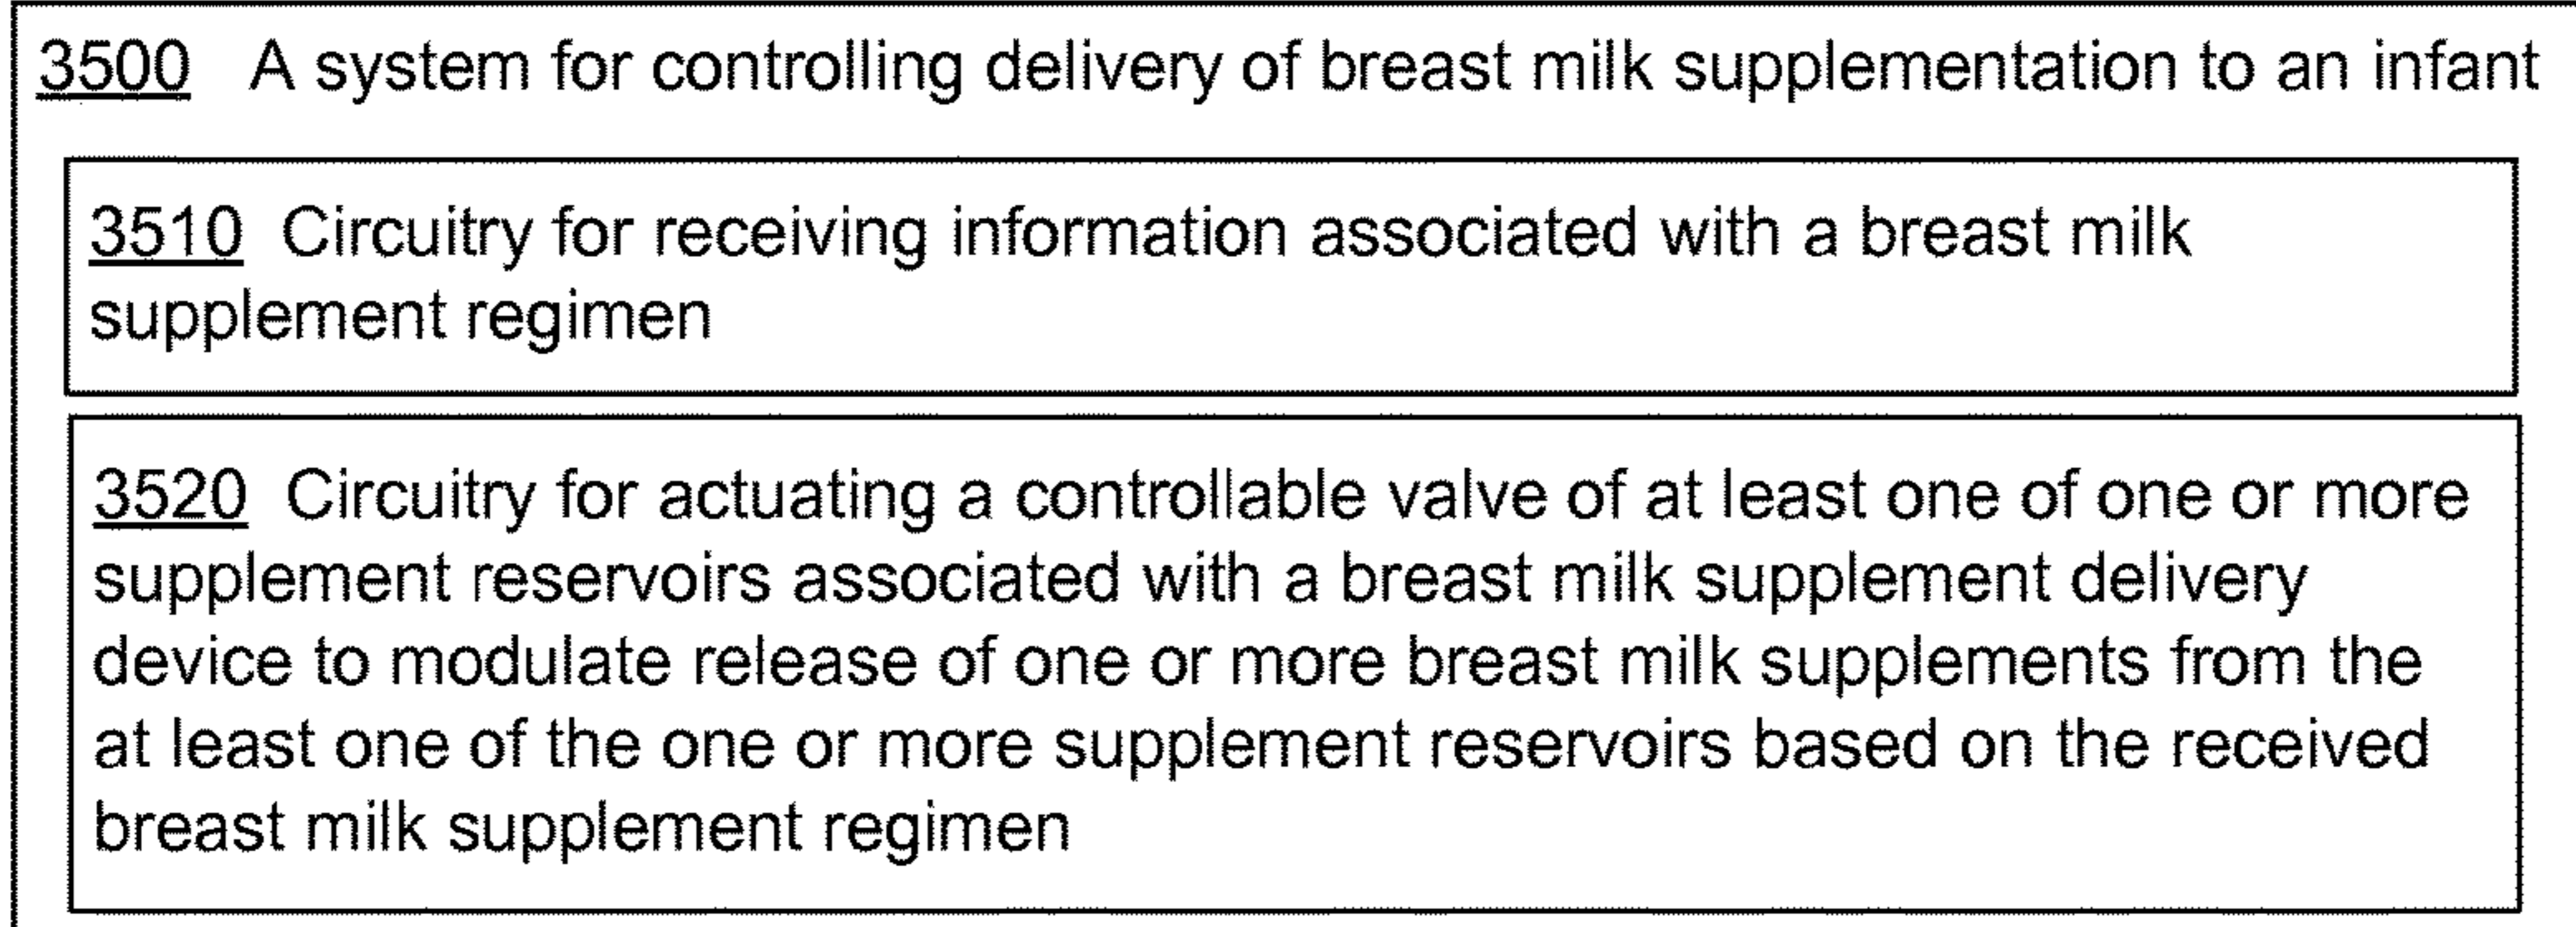 3500 A system for controlling delivery of breast milk supplementation to an infant
3510 Circuitry for receiving information associated with a breast milk
supplement regimen
3520 Circuitry for actuating a controllable valve of at least one of one or more
supplement reservoirs associated with a breast milk supplement delivery
device to modulate release of one or more breast milk supplements from the
at least one of the one or more supplement reservoirs based on the received
breast milk supplement regimen